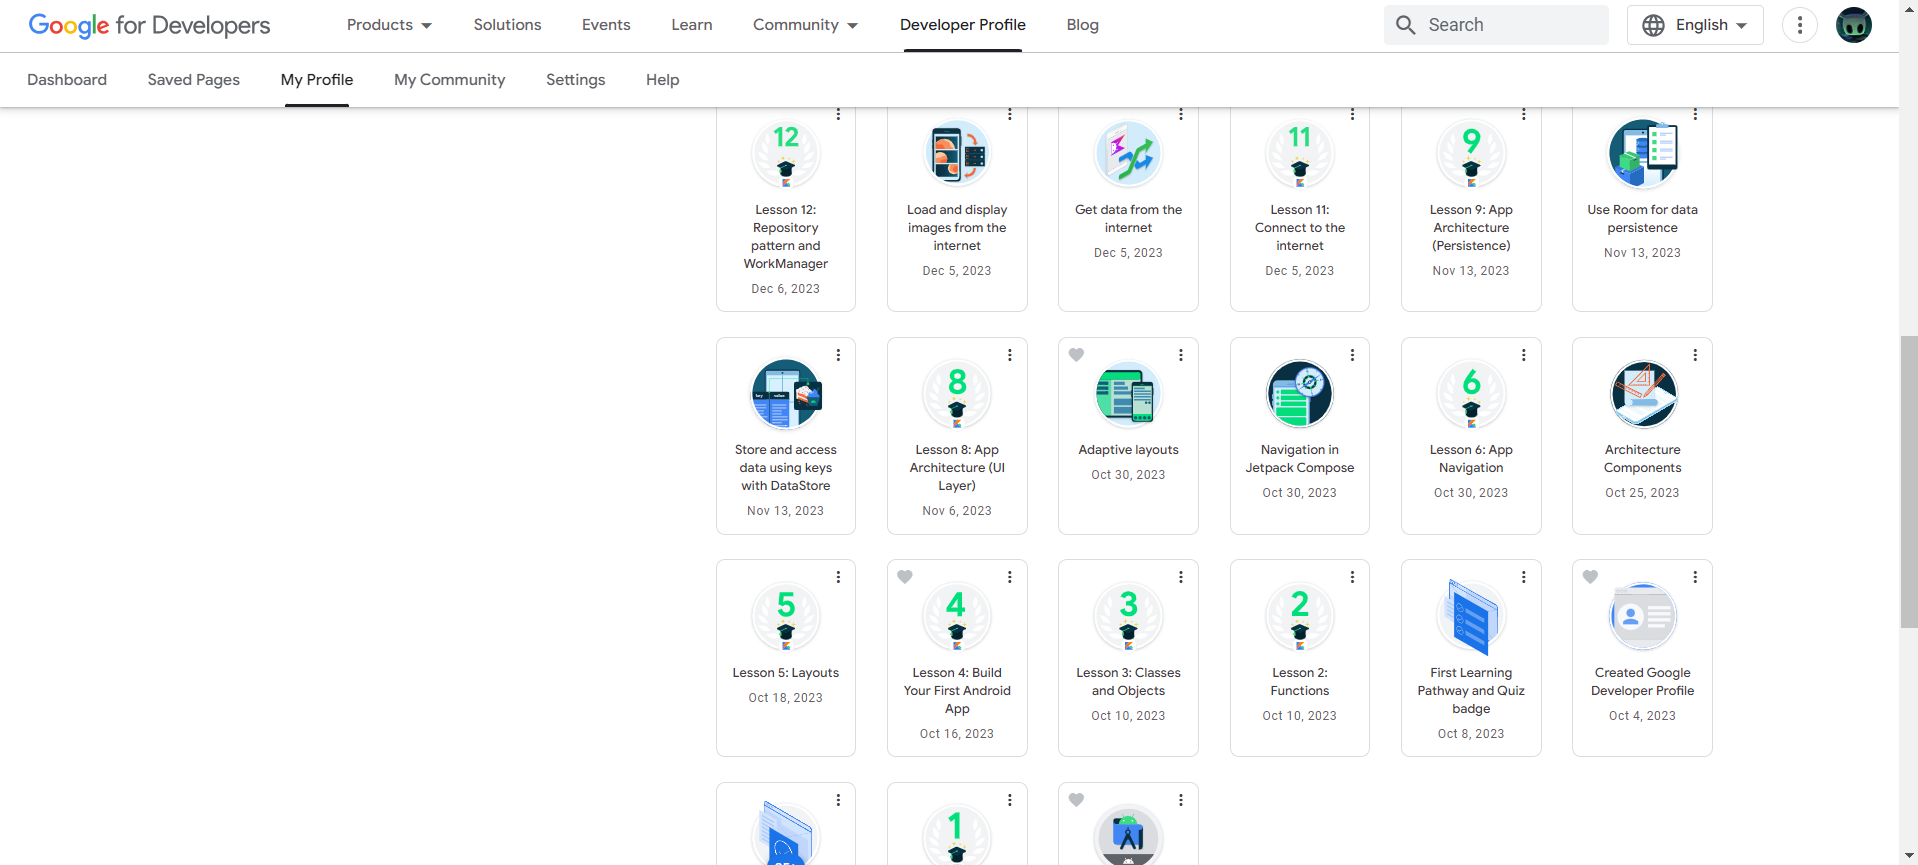 Google for Developers
Products
Solutions
Events
Learn
Community
Developer Profile
Blog
Search
English
Dashboard
Saved Pages
My Profile
My Community
Settings
Help
12
Lesson 12:
Repository
pattern and
WorkManager
Dec 6, 2023
Load and display
images from the
internet
Dec 5, 2023
Get data from the
internet
Dec 5, 2023
11
Lesson 11:
Connect to the
internet
Dec 5, 2023
9
Lesson 9: App
Architecture
(Persistence)
Nov 13, 2023
Use Room for data
persistence
Nov 13, 2023
key value
Store and access
data using keys
with DataStore
Nov 13, 2023
8
Lesson 8: App
Architecture (UI
Layer)
Nov 6, 2023
Adaptive layouts
Oct 30, 2023
Navigation in
Jetpack Compose
Oct 30, 2023
6
Lesson 6: App
Navigation
Oct 30, 2023
Architecture
Components
Oct 25, 2023
5
Lesson 5: Layouts
Oct 18, 2023
4
Lesson 4: Build
Your First Android
App
Oct 16, 2023
3
Lesson 3: Classes
and Objects
Oct 10, 2023
2
Lesson 2:
Functions
Oct 10, 2023
First Learning
Pathway and Quiz
badge
Oct 8, 2023
Created Google
Developer Profile
Oct 4, 2023
1